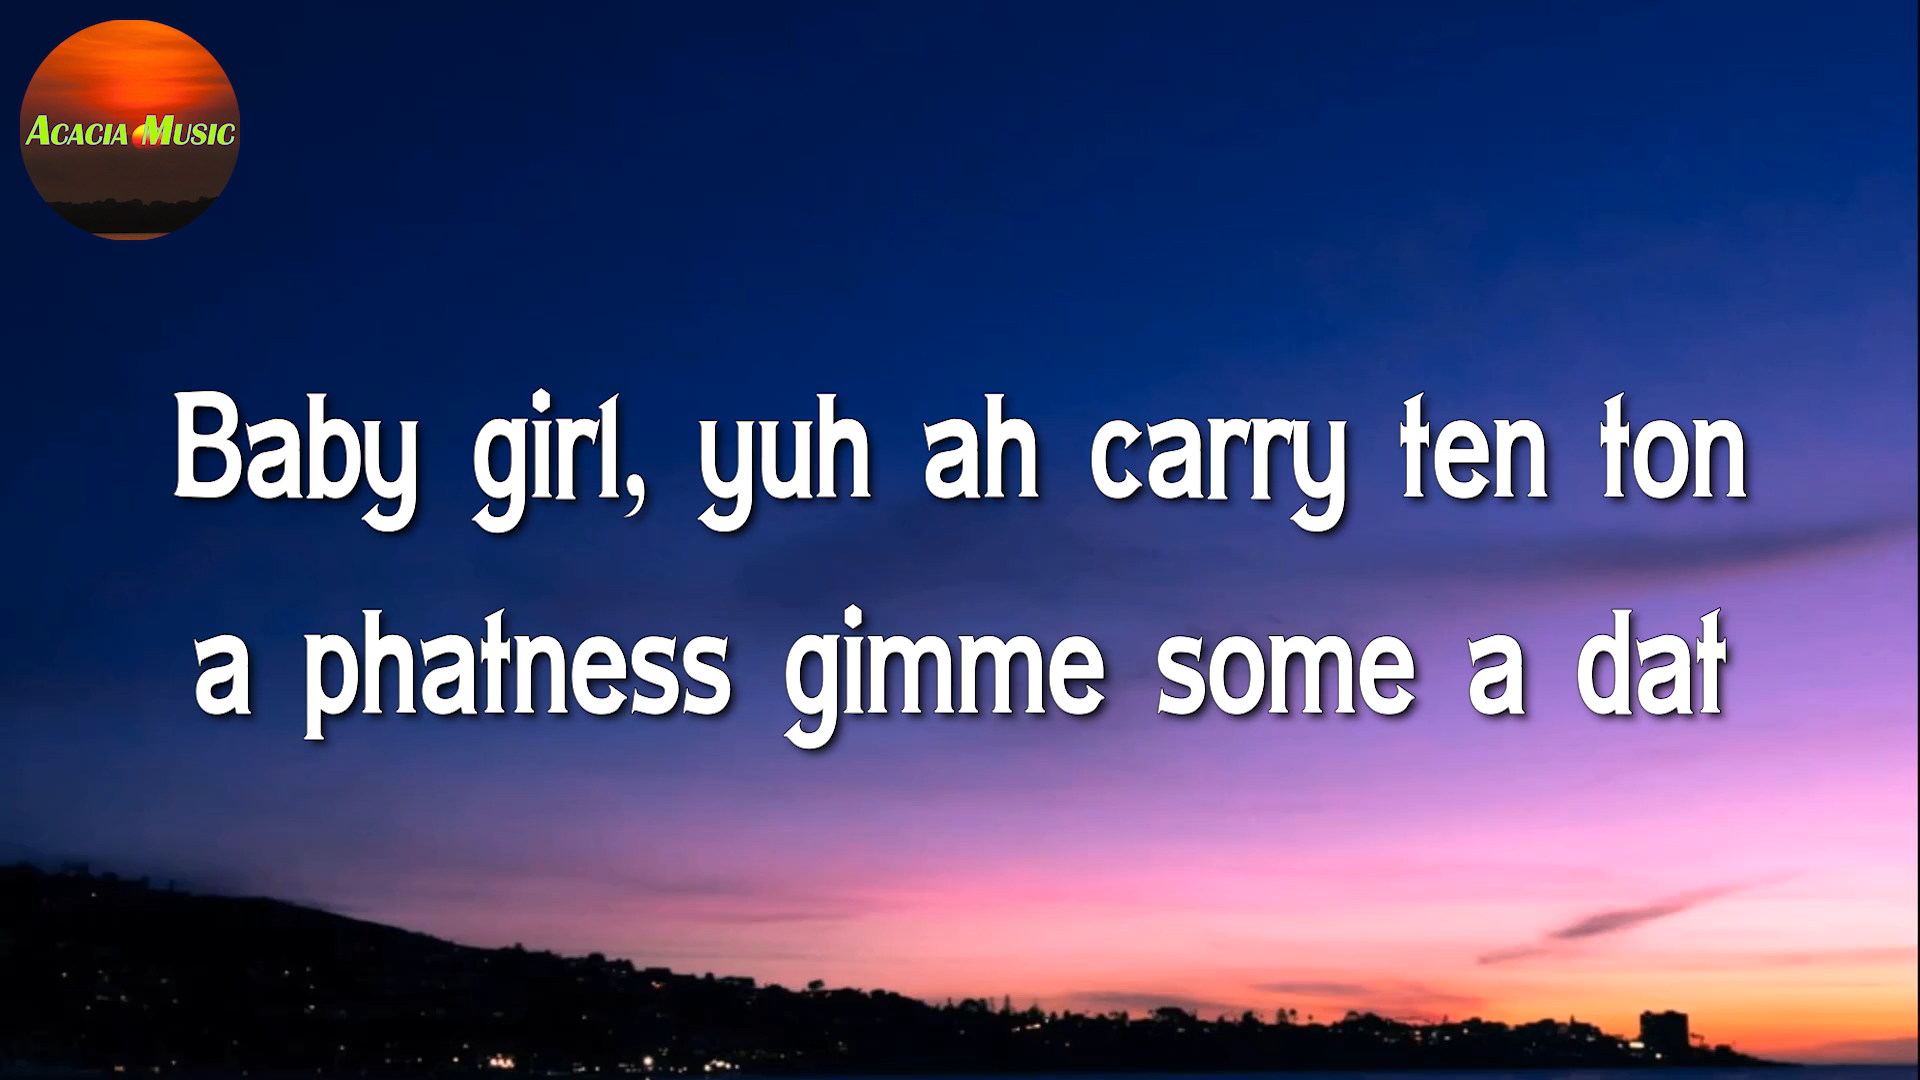 ACACIA MUSIC
Baby girl, yuh ah carry ten ton
a phatness gimme some a dat